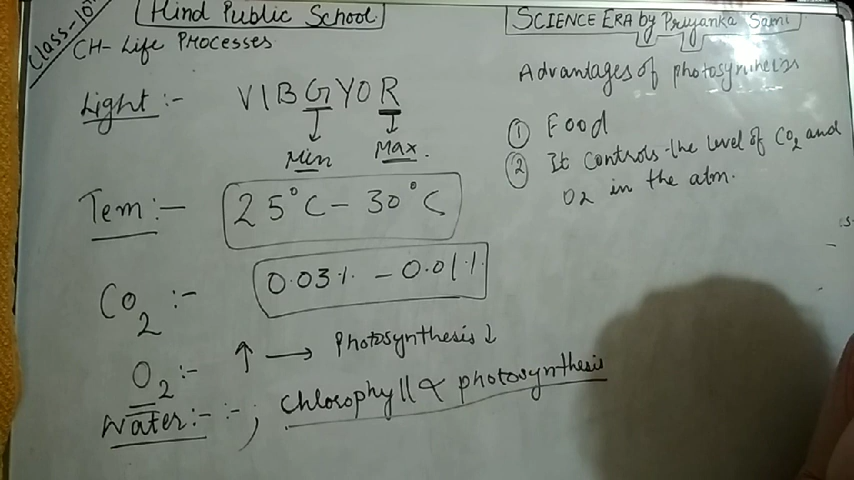 Class-10th
Hind Public School
SCIENCE ERA by Priyanka Saini
CH- Life PROCESSES
Light :- VIBGYOR
Min Max.
Tem :- 25°C - 30°C
CO2 :- 0.03% - 0.01%
O2 :- ↑ → Photosynthesis ↓
Water :- :- ; Chlorophyll ∝ photosynthesis
Advantages of photosynthesis
① Food
② It controls the level of CO2 and
O2 in the atm.